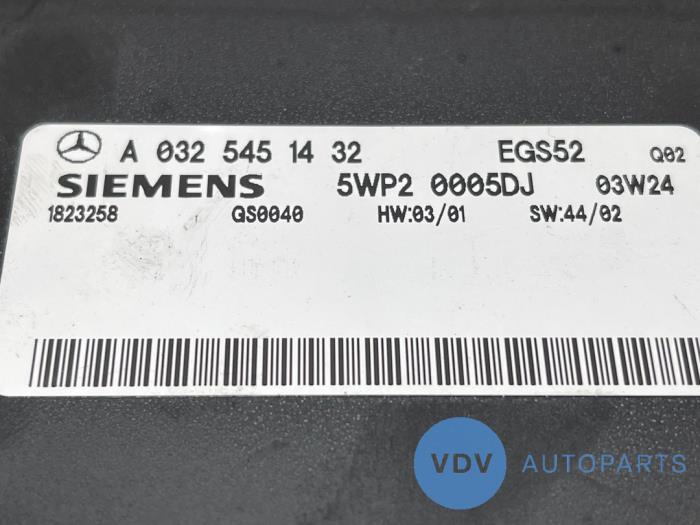 A 032 545 14 32 EGS52 Q02
SIEMENS 5WP2 0005DJ 03W24
1823258 QS0040 HW:03/01 SW:44/02
VDV AUTOPARTS